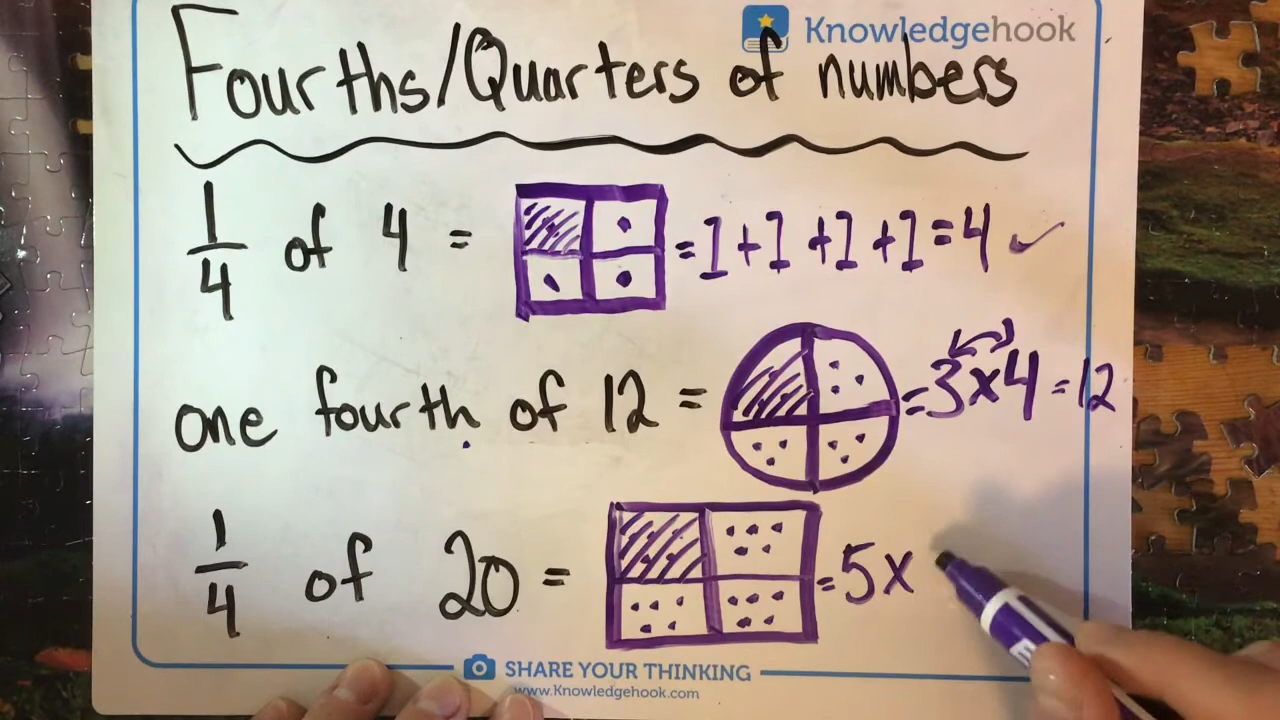 Knowledgehook
Fourths/Quarters of numbers
1/4 of 4 = = 1 + 1 + 1 + 1 = 4 ✓
one fourth of 12 = = 3 x 4 = 12
1/4 of 20 = = 5 x
SHARE YOUR THINKING
www.Knowledgehook.com